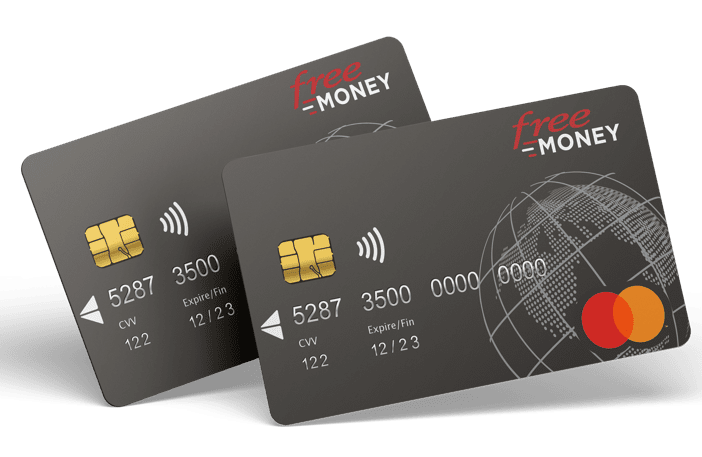 free
MONEY
5287 3500
CVV
Expire/Fin
122
12/23
free
MONEY
5287 3500 0000 0000
CVV
Expire/Fin
122
12/23